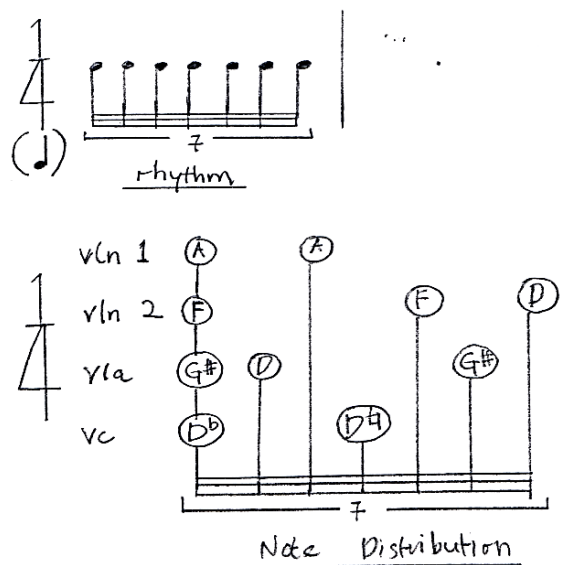 1
4
(♩)
7
rhythm
...
vln 1 A A
vln 2 F F D
1
4
vla G# D G#
vc Db D♮
7
Note Distribution